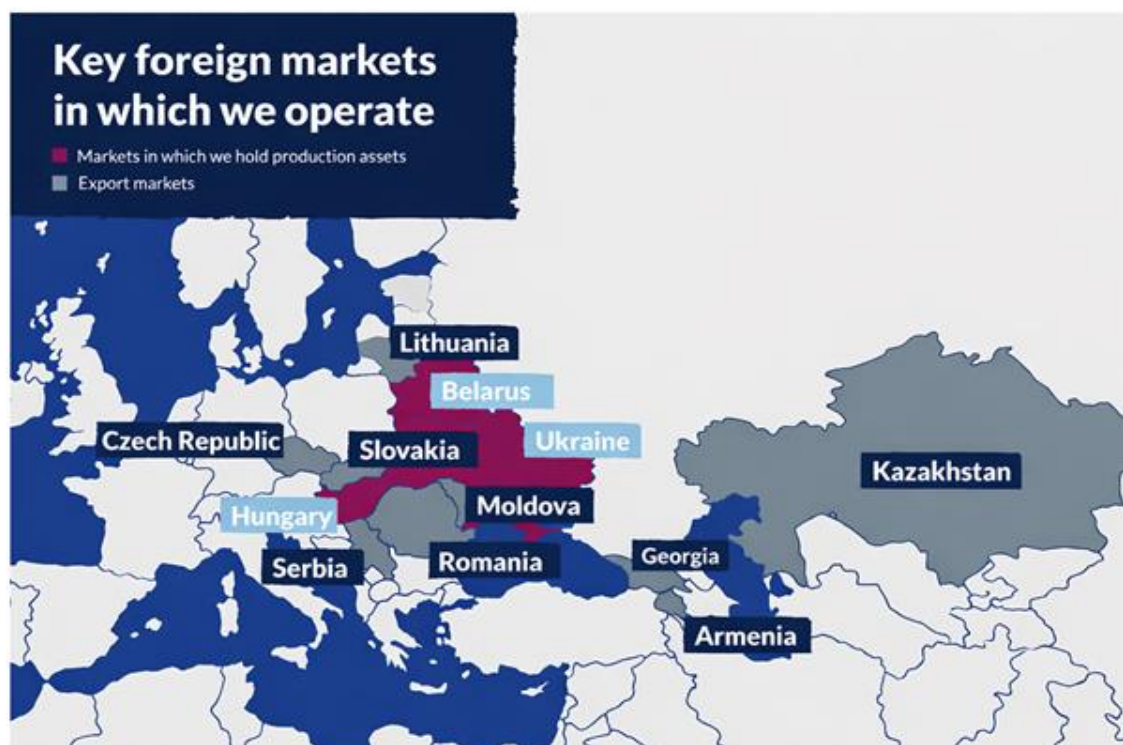 Key foreign markets
in which we operate
Markets in which we hold production assets
Export markets
Lithuania
Belarus
Czech Republic
Slovakia
Ukraine
Kazakhstan
Hungary
Moldova
Serbia
Romania
Georgia
Armenia